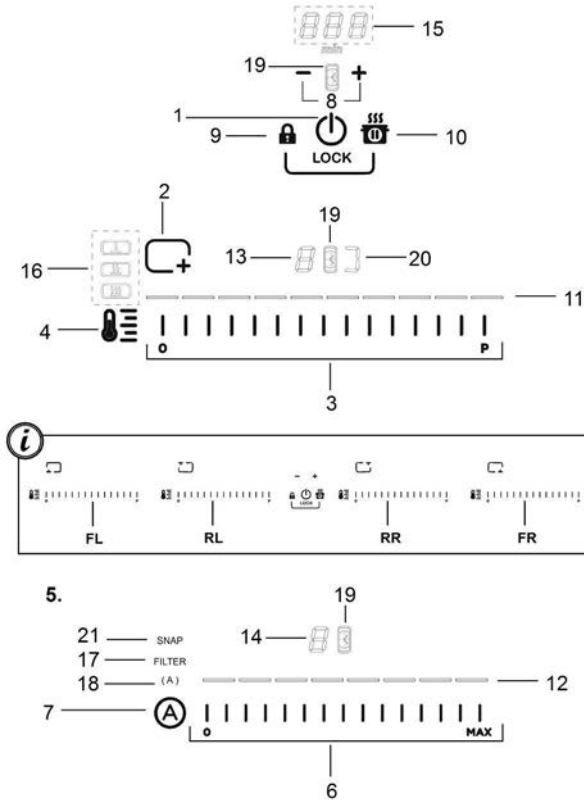 888 15
min
19
- +
8
1
9 10
LOCK
2
19
13 20
16
11
4
0 P
3
i
- +
LOCK
FL RL RR FR
5.
19
21 SNAP 14
17 FILTER
18 (A)
12
7 A
0 MAX
6